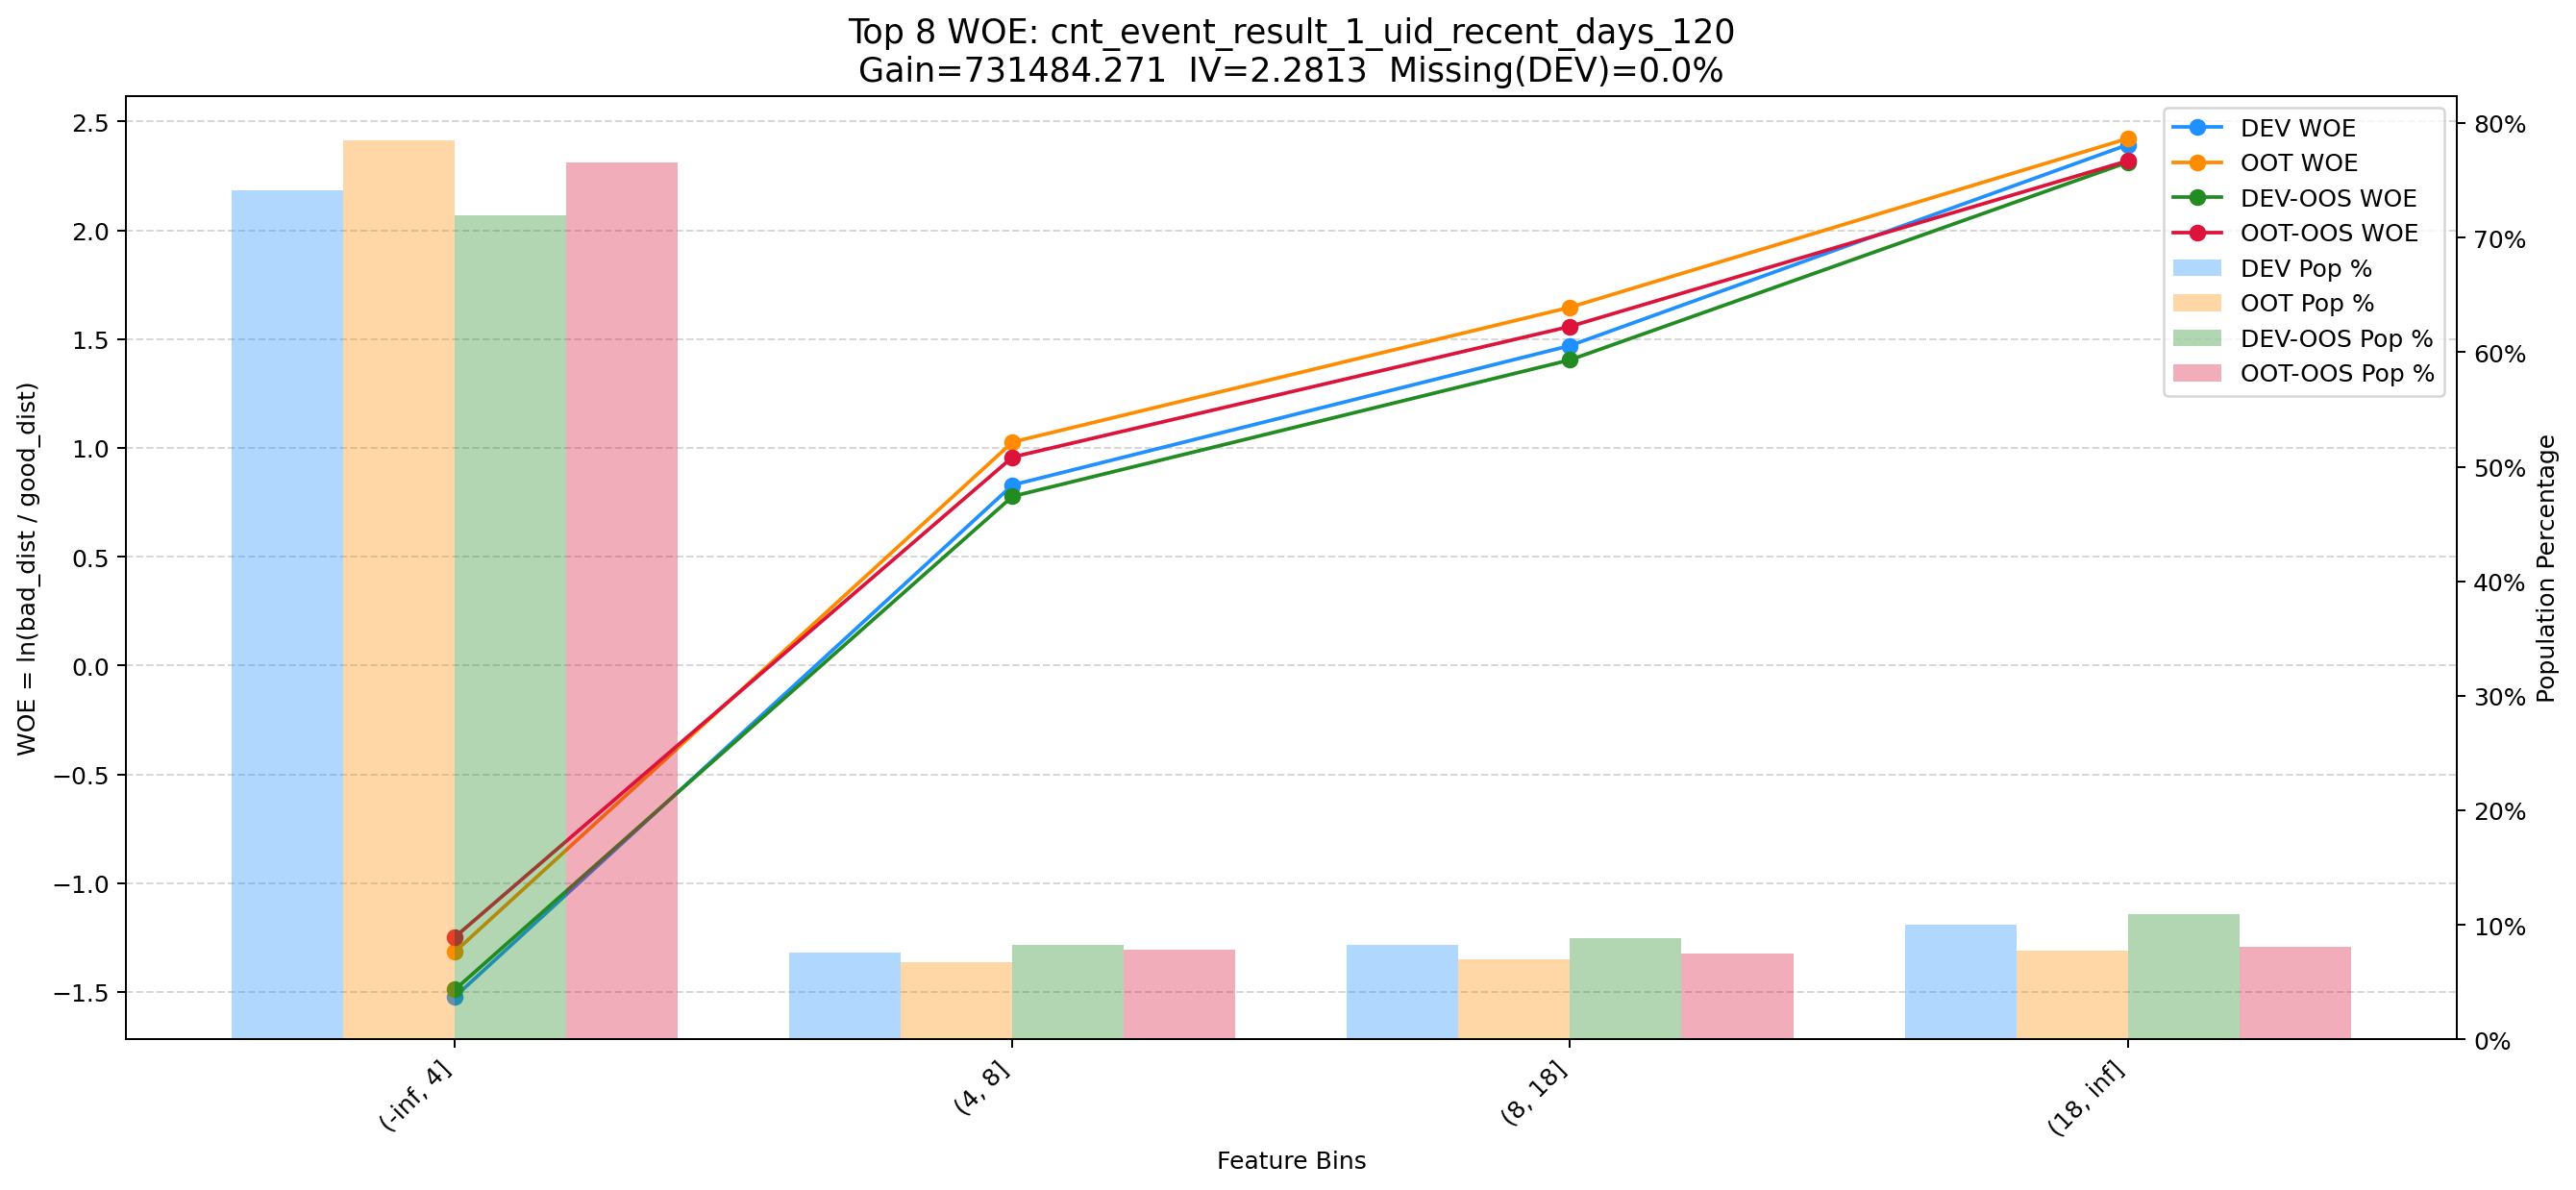 Top 8 WOE: cnt_event_result_1_uid_recent_days_120
Gain=731484.271  IV=2.2813  Missing(DEV)=0.0%
WOE = ln(bad_dist / good_dist)
2.5
2.0
1.5
1.0
0.5
0.0
−0.5
−1.0
−1.5
DEV WOE
OOT WOE
DEV-OOS WOE
OOT-OOS WOE
DEV Pop %
OOT Pop %
DEV-OOS Pop %
OOT-OOS Pop %
80%
70%
60%
50%
40%
30%
20%
10%
0%
Population Percentage
(-inf, 4]
(4, 8]
(8, 18]
(18, inf]
Feature Bins